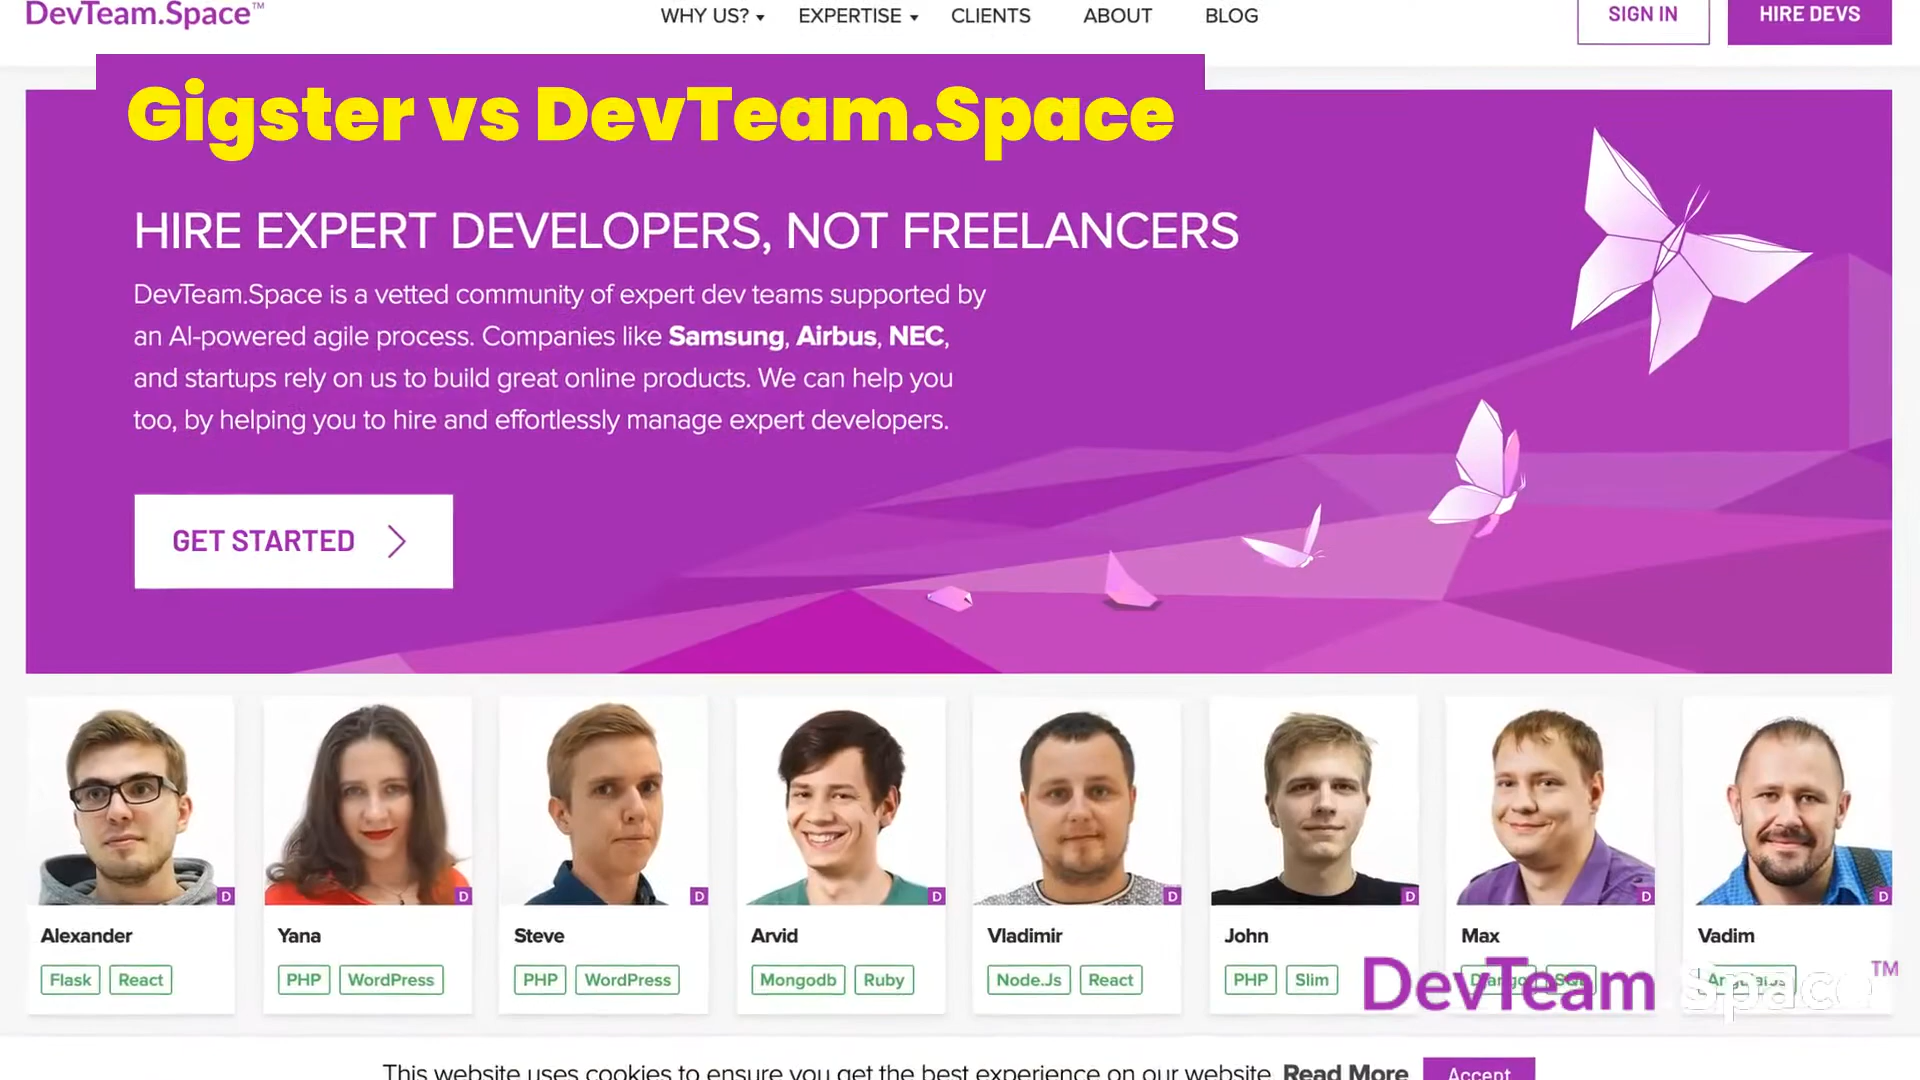 DevTeam.Space™
WHY US?
EXPERTISE
CLIENTS
ABOUT
BLOG
SIGN IN
HIRE DEVS
Gigster vs DevTeam.Space
HIRE EXPERT DEVELOPERS, NOT FREELANCERS
DevTeam.Space is a vetted community of expert dev teams supported by
an AI-powered agile process. Companies like Samsung, Airbus, NEC,
and startups rely on us to build great online products. We can help you
too, by helping you to hire and effortlessly manage expert developers.
GET STARTED
D D D D D D D D
Alexander
Flask React
Yana
PHP WordPress
Steve
PHP WordPress
Arvid
Mongodb Ruby
Vladimir
Node.Js React
John
PHP Slim
Max
Django SQL
Vadim
AngularJs
DevTeam.Space™
This website uses cookies to ensure you get the best experience on our website. Read More
Accept